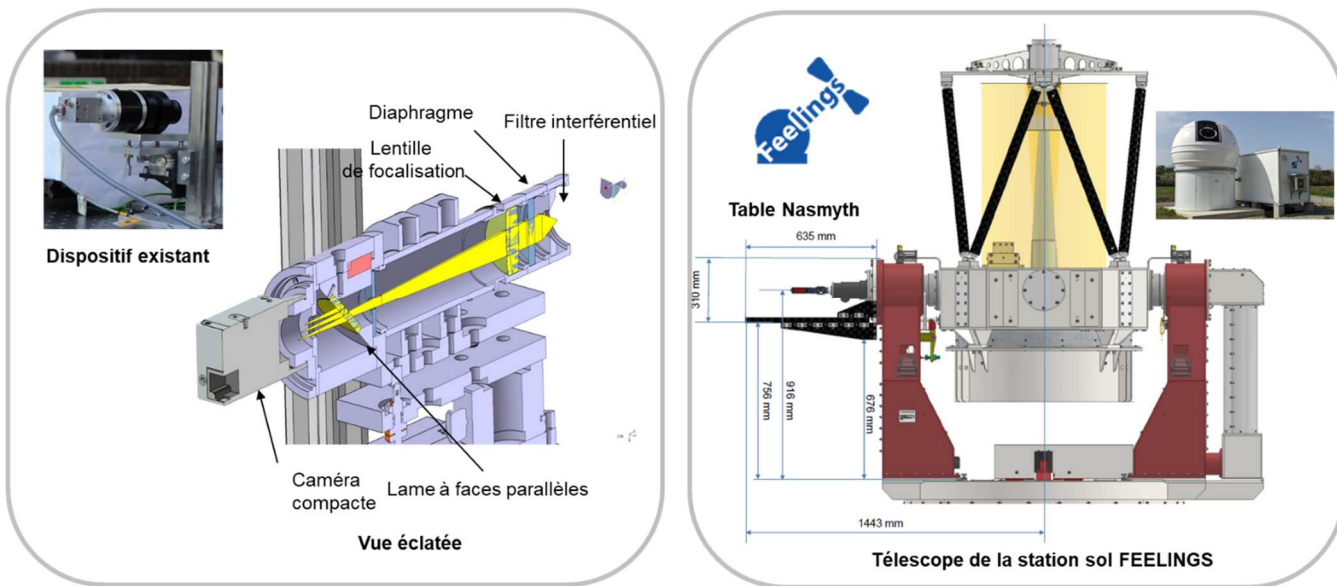 Diaphragme
Filtre interférentiel
Lentille
de focalisation
Dispositif existant
Caméra
compacte
Lame à faces parallèles
Vue éclatée
Feelings
Table Nasmyth
635 mm
310 mm
756 mm
916 mm
676 mm
1443 mm
Télescope de la station sol FEELINGS